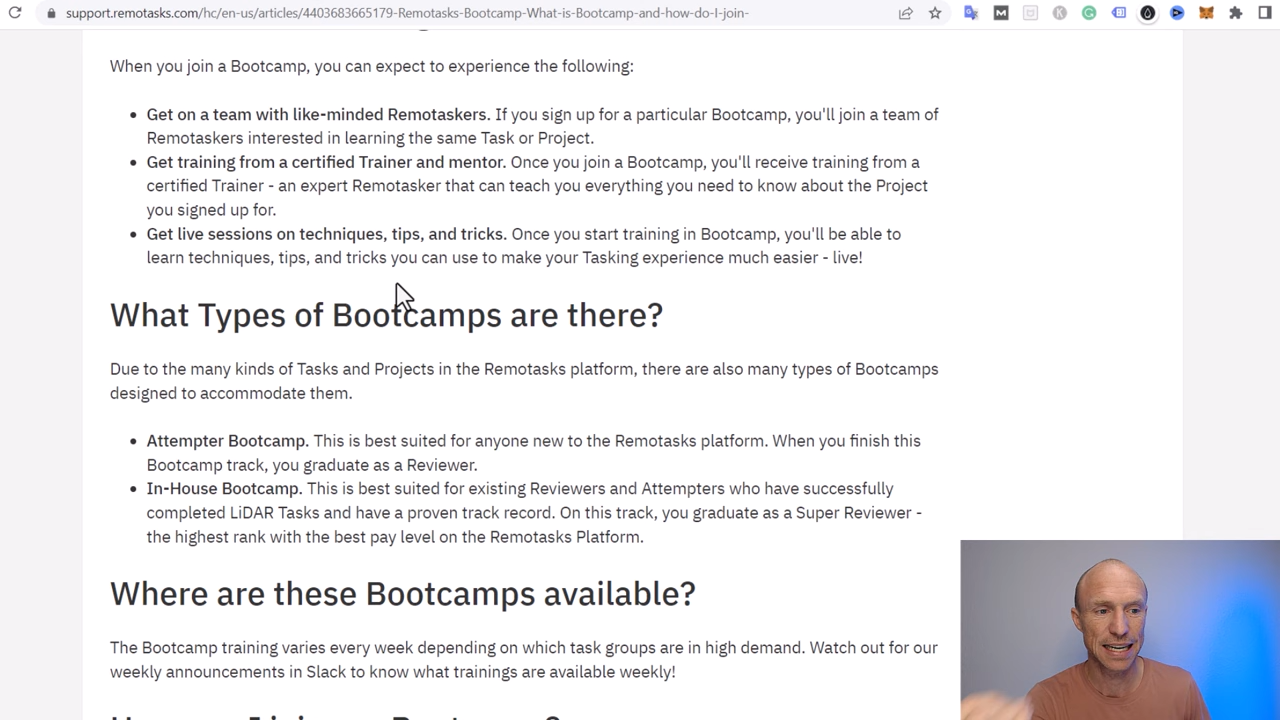 support.remotasks.com/hc/en-us/articles/4403683665179-Remotasks-Bootcamp-What-is-Bootcamp-and-how-do-I-join-
When you join a Bootcamp, you can expect to experience the following:
• Get on a team with like-minded Remotaskers. If you sign up for a particular Bootcamp, you'll join a team of
Remotaskers interested in learning the same Task or Project.
• Get training from a certified Trainer and mentor. Once you join a Bootcamp, you'll receive training from a
certified Trainer - an expert Remotasker that can teach you everything you need to know about the Project
you signed up for.
• Get live sessions on techniques, tips, and tricks. Once you start training in Bootcamp, you'll be able to
learn techniques, tips, and tricks you can use to make your Tasking experience much easier - live!
What Types of Bootcamps are there?
Due to the many kinds of Tasks and Projects in the Remotasks platform, there are also many types of Bootcamps
designed to accommodate them.
• Attempter Bootcamp. This is best suited for anyone new to the Remotasks platform. When you finish this
Bootcamp track, you graduate as a Reviewer.
• In-House Bootcamp. This is best suited for existing Reviewers and Attempters who have successfully
completed LiDAR Tasks and have a proven track record. On this track, you graduate as a Super Reviewer -
the highest rank with the best pay level on the Remotasks Platform.
Where are these Bootcamps available?
The Bootcamp training varies every week depending on which task groups are in high demand. Watch out for our
weekly announcements in Slack to know what trainings are available weekly!